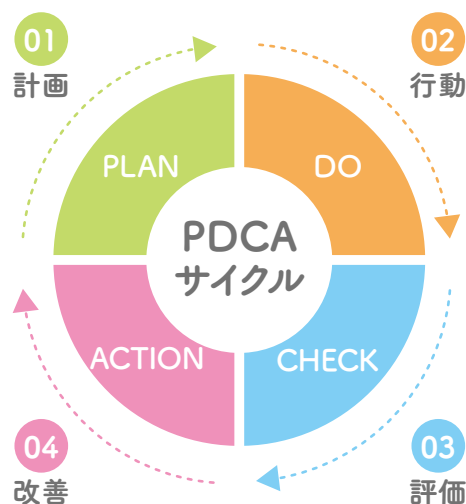 01
計画
02
行動
PLAN
DO
PDCA
サイクル
ACTION
CHECK
04
改善
03
評価